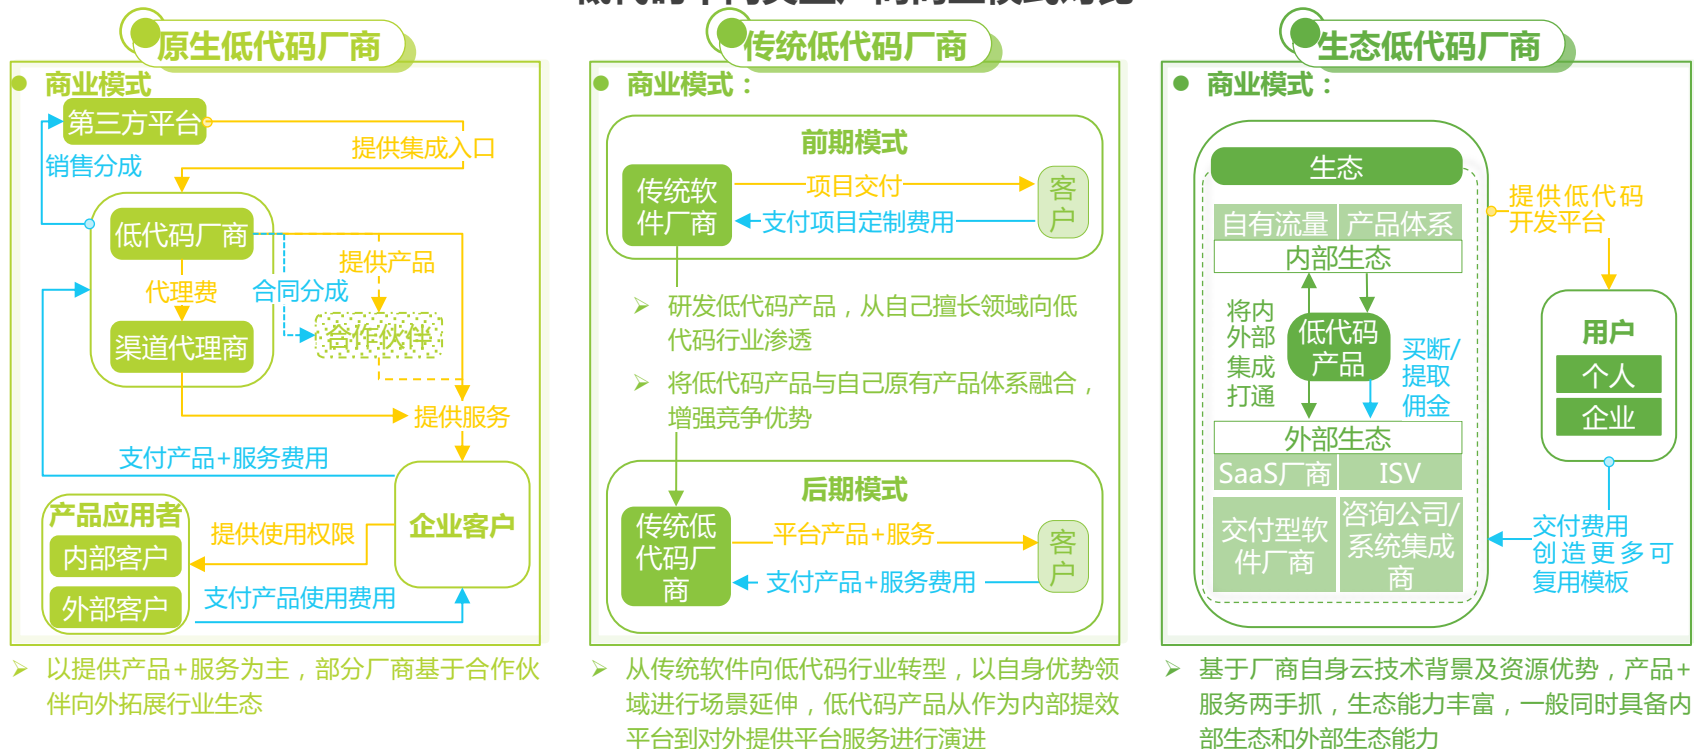 低代码不同类型厂商商业模式对比
原生低代码厂商
商业模式
第三方平台
提供集成入口
销售分成
低代码厂商
提供产品
代理费
合同分成
渠道代理商
合作伙伴
提供服务
支付产品+服务费用
产品应用者
内部客户
外部客户
提供使用权限
企业客户
支付产品使用费用
以提供产品+服务为主，部分厂商基于合作伙
伴向外拓展行业生态
传统低代码厂商
商业模式：
前期模式
传统软
件厂商
项目交付
支付项目定制费用
客
户
研发低代码产品，从自己擅长领域向低
代码行业渗透
将低代码产品与自己原有产品体系融合，
增强竞争优势
后期模式
传统低
代码厂
商
平台产品+服务
支付产品+服务费用
客
户
从传统软件向低代码行业转型，以自身优势领
域进行场景延伸，低代码产品从作为内部提效
平台到对外提供平台服务进行演进
生态低代码厂商
商业模式：
生态
自有流量
产品体系
内部生态
将内
外部
集成
打通
低代码
产品
买断/
提取
佣金
外部生态
SaaS厂商
ISV
交付型软
件厂商
咨询公司/
系统集成
商
提供低代码
开发平台
用户
个人
企业
交付费用
创造更多可
复用模板
基于厂商自身云技术背景及资源优势，产品+
服务两手抓，生态能力丰富，一般同时具备内
部生态和外部生态能力